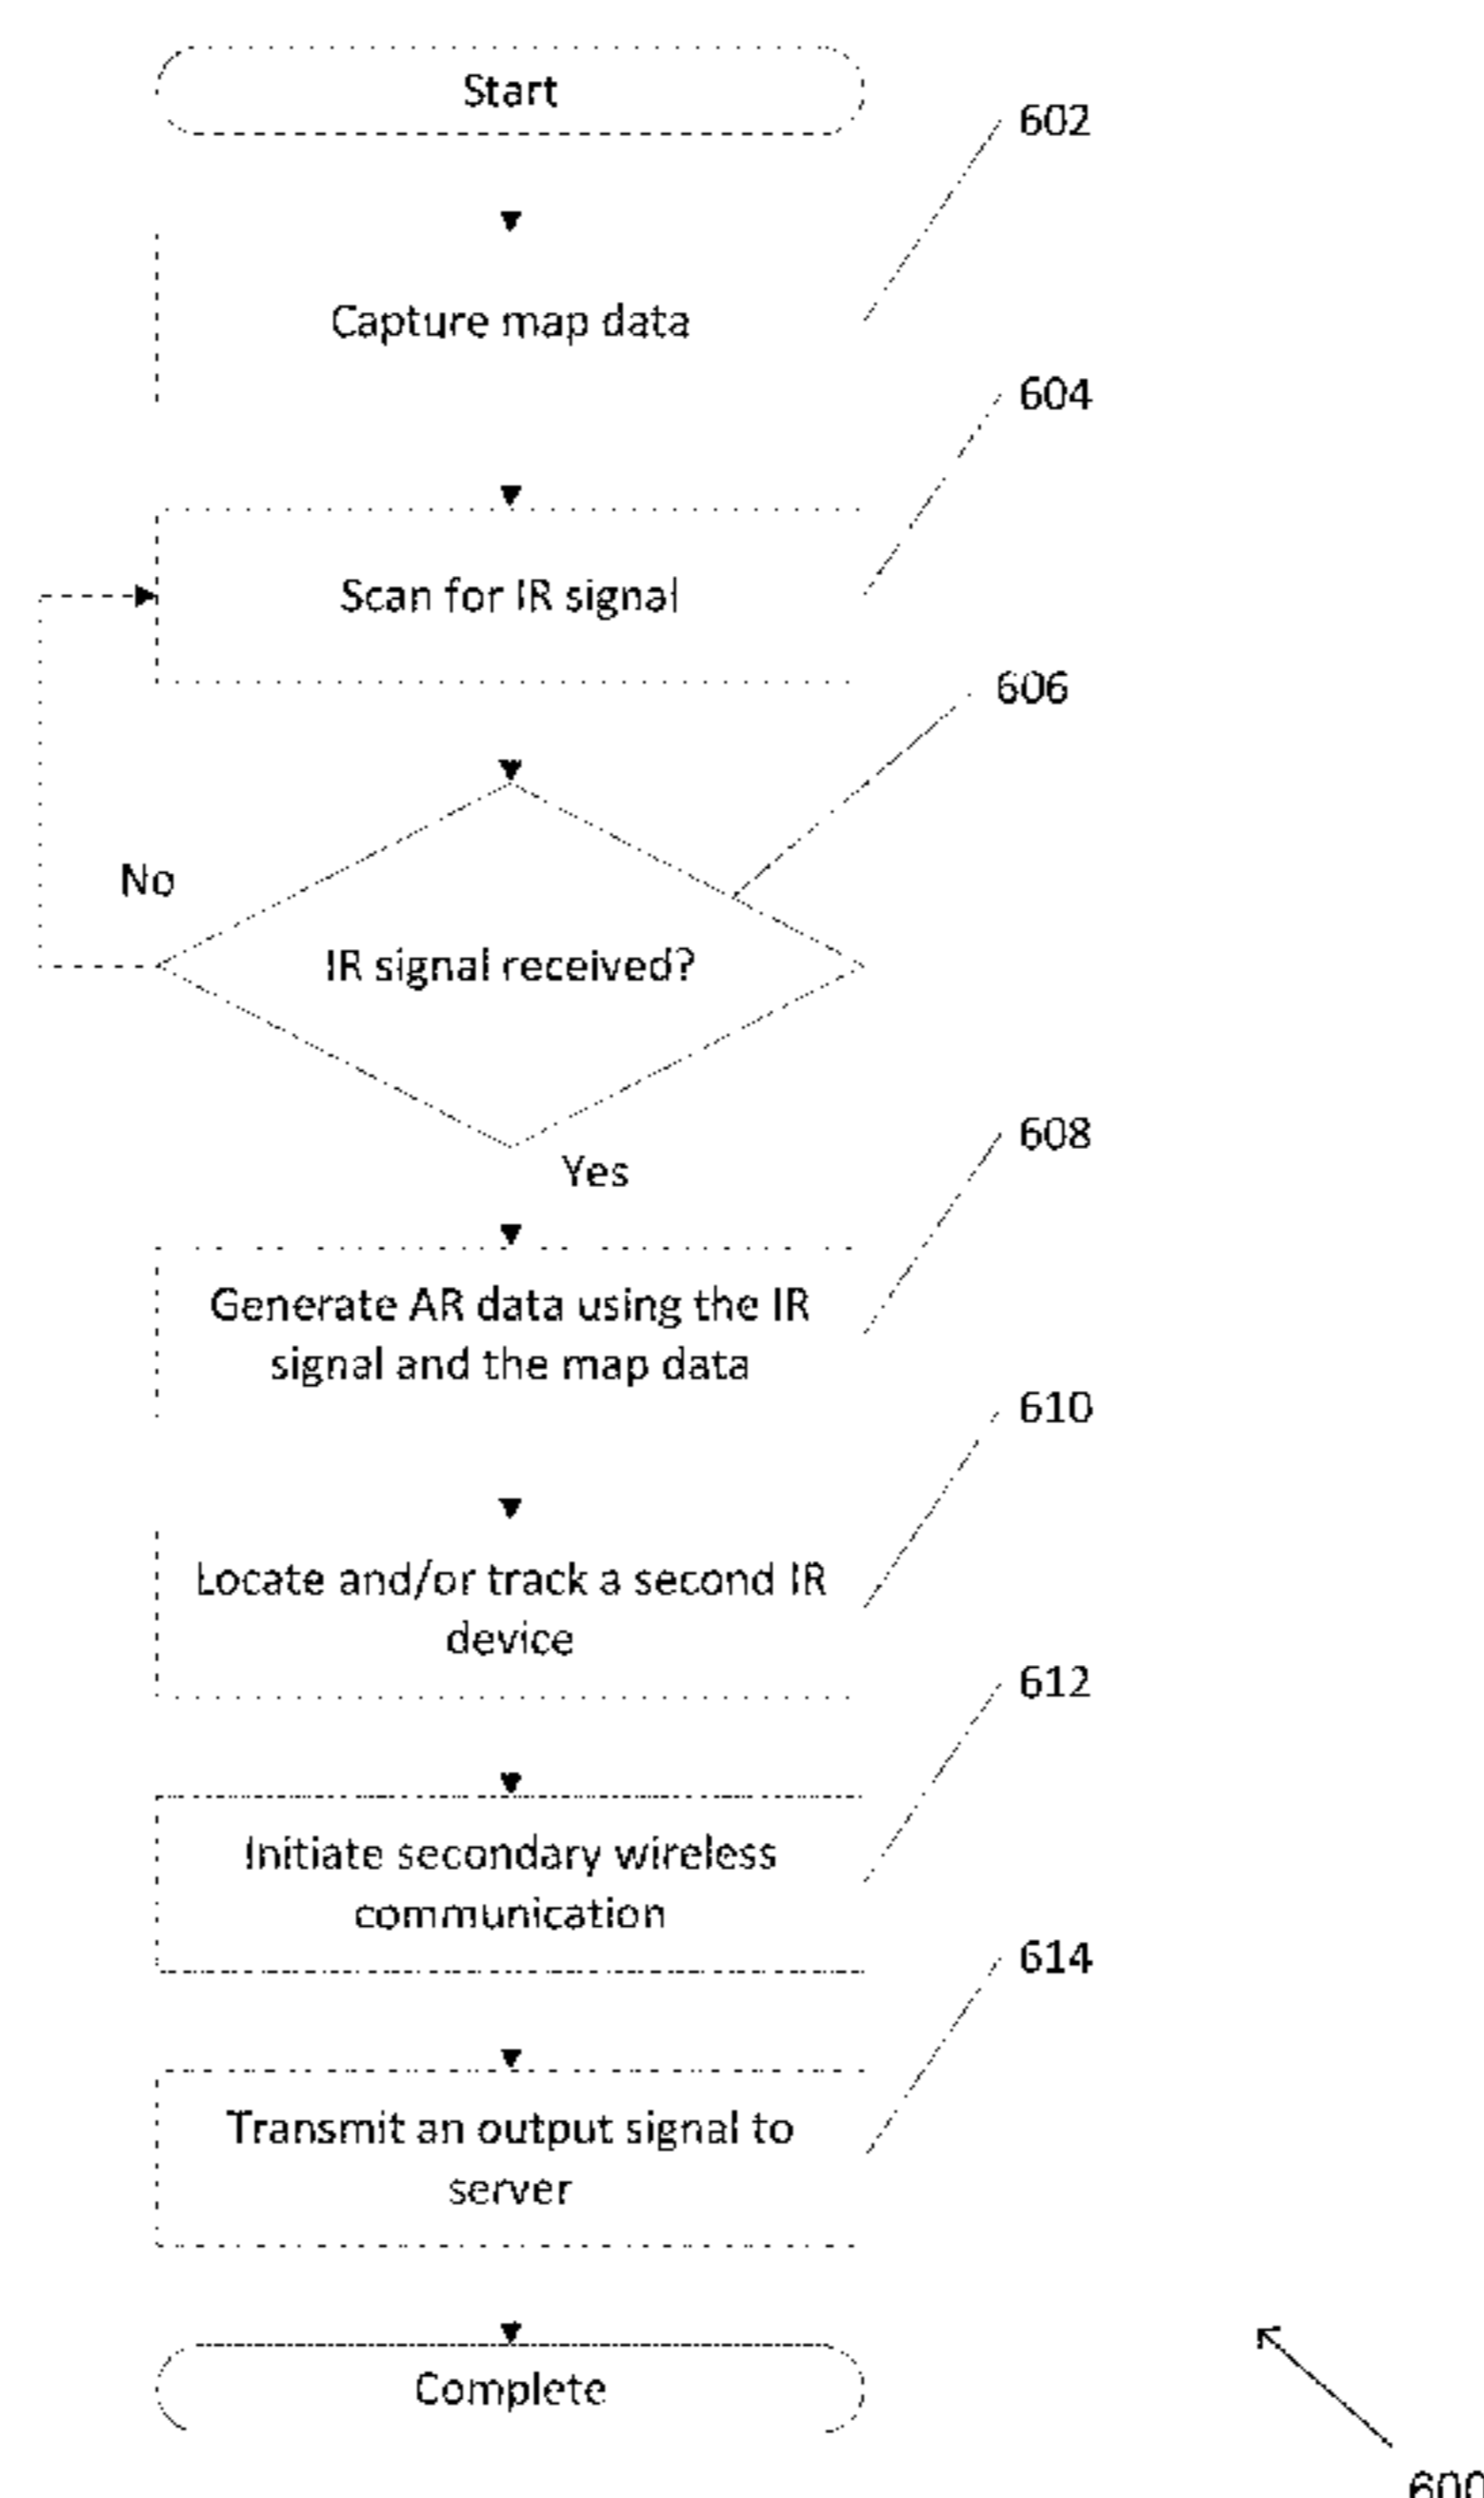 Start
602
Capture map data
604
Scan for IR signal
606
No
IR signal received?
Yes
608
Generate AR data using the IR
signal and the map data
610
Locate and/or track a second IR
device
612
Initiate secondary wireless
communication
614
Transmit an output signal to
server
Complete
600